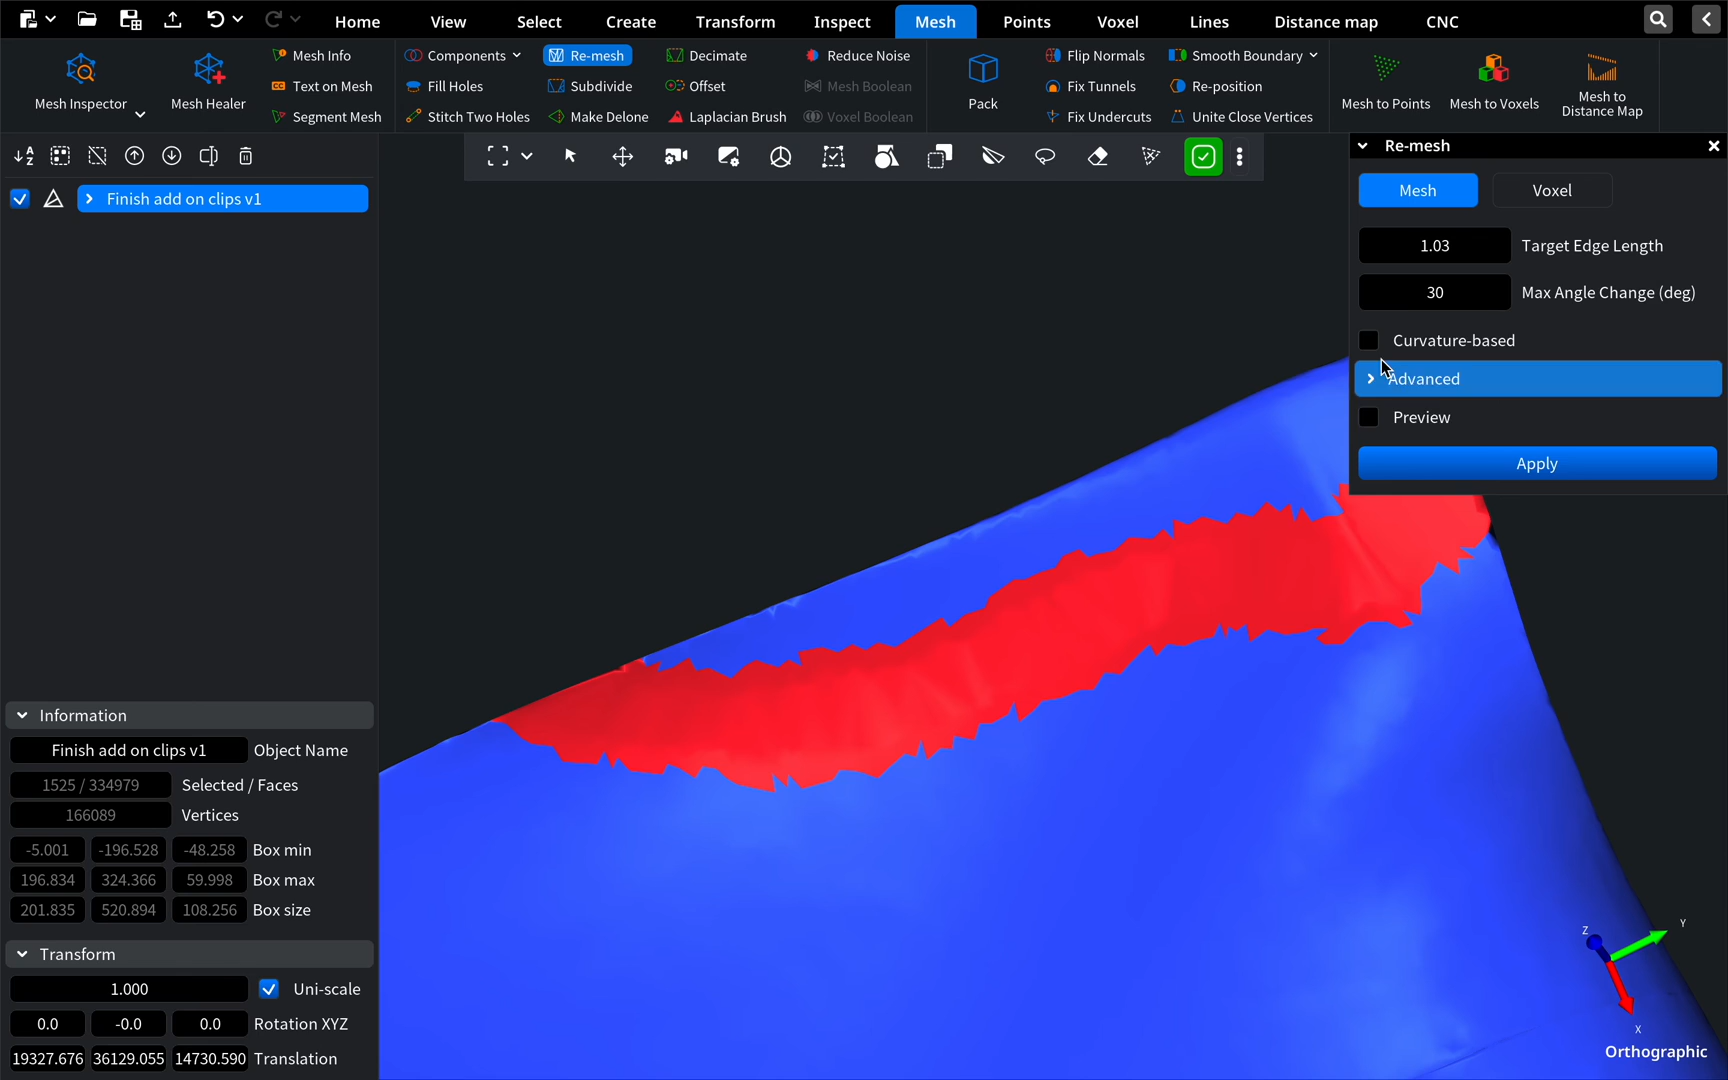 Home View Select Create Transform Inspect Mesh Points Voxel Lines Distance map CNC
Mesh Inspector
Mesh Healer
Mesh Info
Text on Mesh
Segment Mesh
Components
Fill Holes
Stitch Two Holes
Re-mesh
Subdivide
Make Delone
Decimate
Offset
Laplacian Brush
Reduce Noise
Mesh Boolean
Voxel Boolean
Pack
Flip Normals
Fix Tunnels
Fix Undercuts
Smooth Boundary
Re-position
Unite Close Vertices
Mesh to Points
Mesh to Voxels
Mesh to
Distance Map
A
Z
Finish add on clips v1
Re-mesh
Mesh Voxel
1.03 Target Edge Length
30 Max Angle Change (deg)
Curvature-based
Advanced
Preview
Apply
Information
Finish add on clips v1 Object Name
1525 / 334979 Selected / Faces
166089 Vertices
-5.001 -196.528 -48.258 Box min
196.834 324.366 59.998 Box max
201.835 520.894 108.256 Box size
Transform
1.000 Uni-scale
0.0 -0.0 0.0 Rotation XYZ
19327.676 36129.055 14730.590 Translation
Z
Y
X
Orthographic